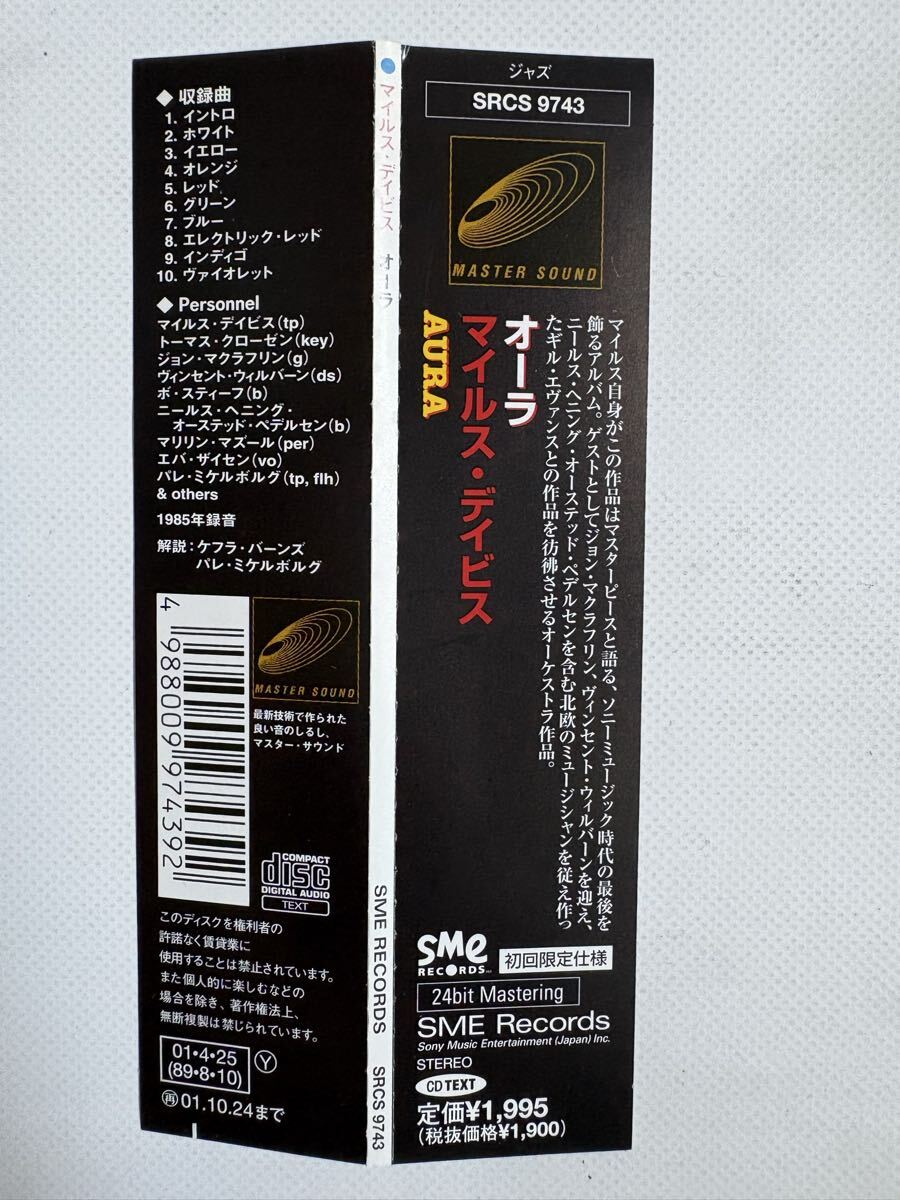 ◆ 収録曲
1. イントロ
2. ホワイト
3. イエロー
4. オレンジ
5. レッド
6. グリーン
7. ブルー
8. エレクトリック・レッド
9. インディゴ
10. ヴァイオレット
◆ Personnel
マイルス・デイビス(tp)
トーマス・クローゼン(key)
ジョン・マクラフリン(g)
ヴィンセント・ウィルバーン(ds)
ボ・スティーフ(b)
ニールス・ヘニング・
オーステッド・ペデルセン(b)
マリリン・マズール(per)
エバ・ザイセン(vo)
パレ・ミケルボルグ(tp, flh)
& others
1985年録音
解説：ケフラ・バーンズ
パレ・ミケルボルグ
4 988009 974392
MASTER SOUND
最新技術で作られた
良い音のしるし、
マスター・サウンド
COMPACT
disc
DIGITAL AUDIO
TEXT
このディスクを権利者の
許諾なく賃貸業に
使用することは禁止されています。
また個人的に楽しむなどの
場合を除き、著作権法上、
無断複製は禁じられています。
01・4・25
(89・8・10)
Y
再01.10.24まで
マイルス・デイビス オーラ
SME RECORDS SRCS 9743
ジャズ
SRCS 9743
MASTER SOUND
マイルス自身がこの作品はマスターピースと語る、ソニーミュージック時代の最後を
飾るアルバム。ゲストとしてジョン・マクラフリン、ヴィンセント・ウィルバーンを迎え、
ニールス・ヘニング・オーステッド・ペデルセンを含む北欧のミュージシャンを従え作っ
たギル・エヴァンスとの作品を彷彿させるオーケストラ作品。
オーラ
マイルス・デイビス
AURA
sme
RECORDS
初回限定仕様
24bit Mastering
SME Records
Sony Music Entertainment (Japan) Inc.
STEREO
CD TEXT
定価¥1,995
(税抜価格¥1,900)